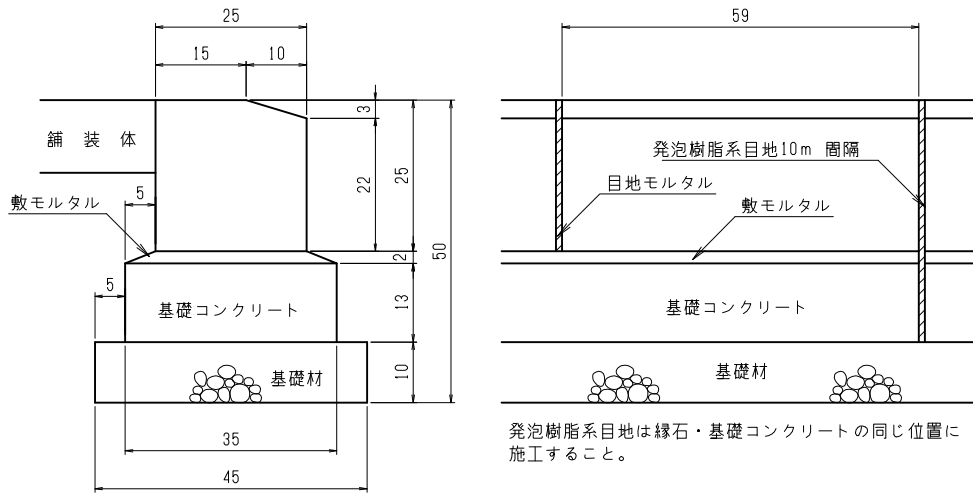 25
59
15
10
3
舗装体
発泡樹脂系目地10m 間隔
22
25
5
目地モルタル
敷モルタル
敷モルタル
50
2
5
基礎コンクリート
13
基礎コンクリート
基礎材
10
基礎材
35
45
発泡樹脂系目地は縁石・基礎コンクリートの同じ位置に
施工すること。